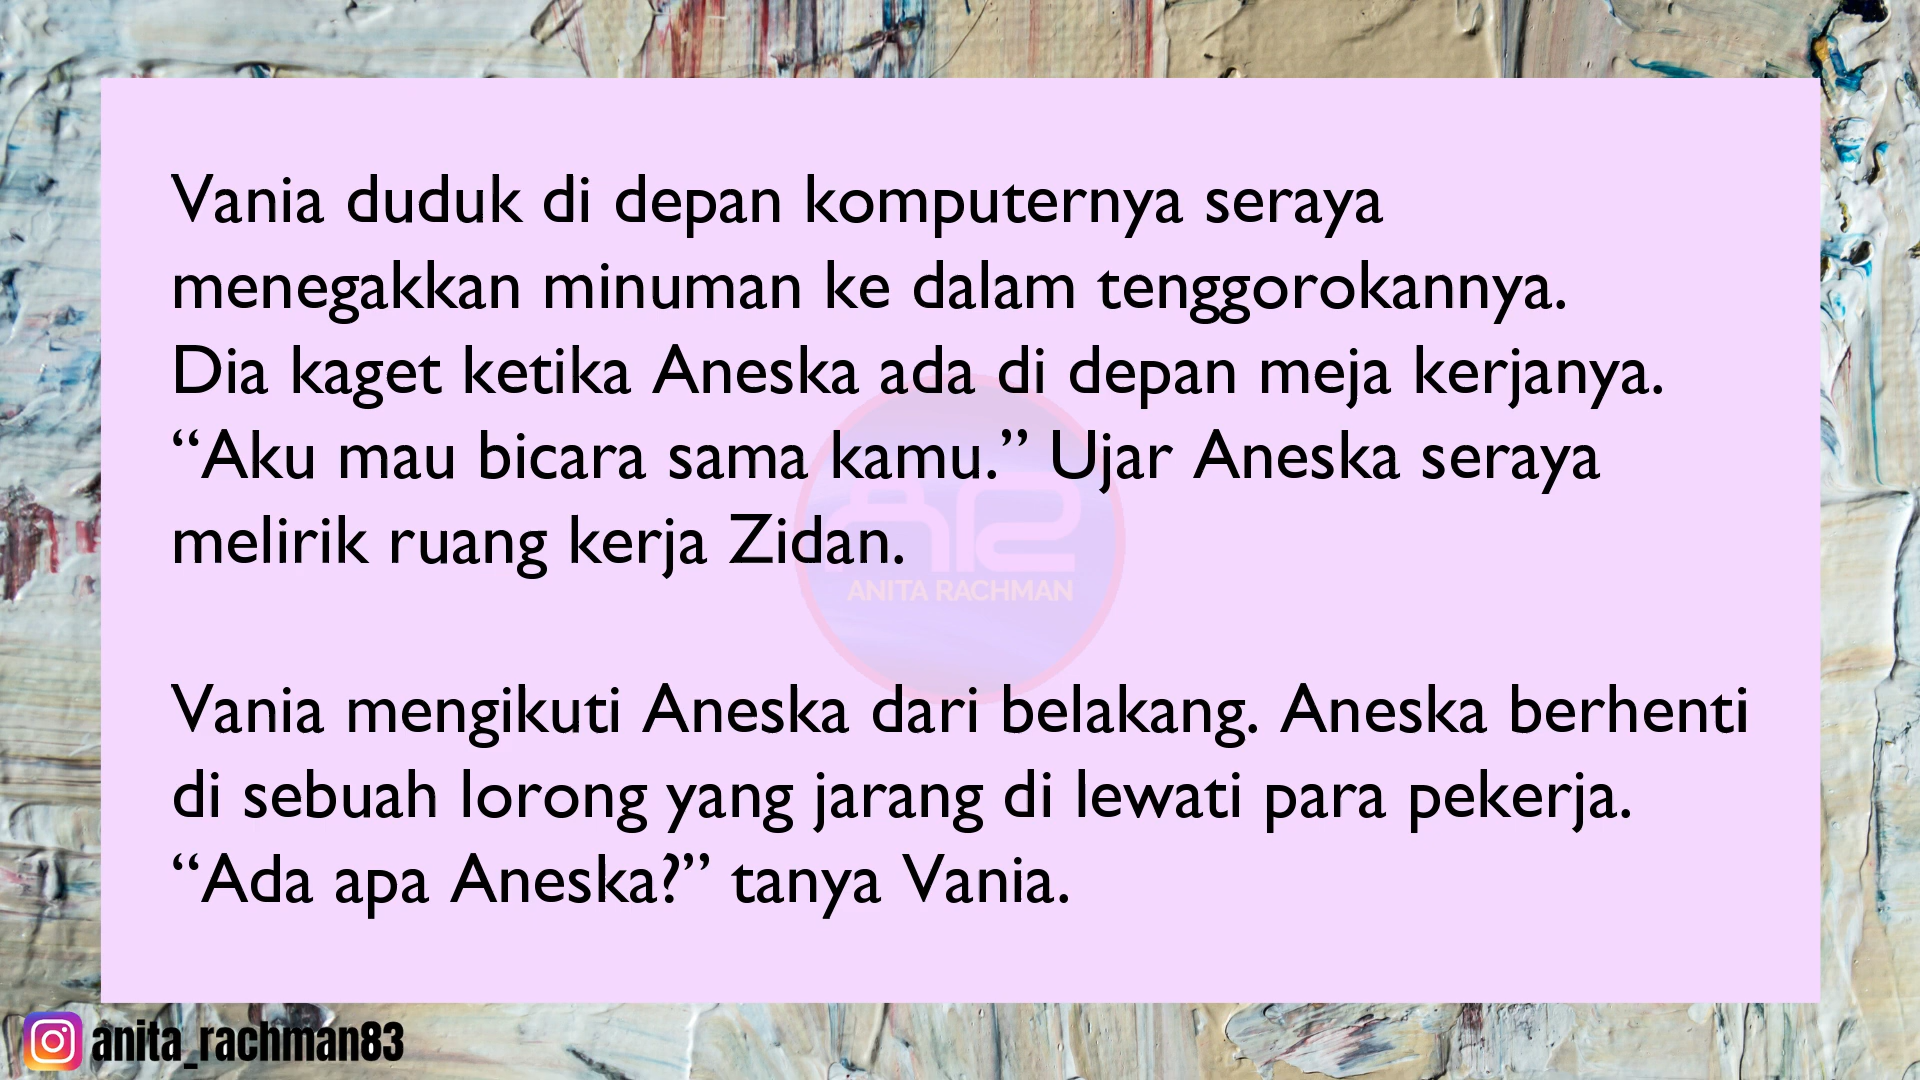 Vania duduk di depan komputernya seraya
menegakkan minuman ke dalam tenggorokannya.
Dia kaget ketika Aneska ada di depan meja kerjanya.
“Aku mau bicara sama kamu.” Ujar Aneska seraya
melirik ruang kerja Zidan.
AR
ANITA RACHMAN
Vania mengikuti Aneska dari belakang. Aneska berhenti
di sebuah lorong yang jarang di lewati para pekerja.
“Ada apa Aneska?” tanya Vania.
anita_rachman83